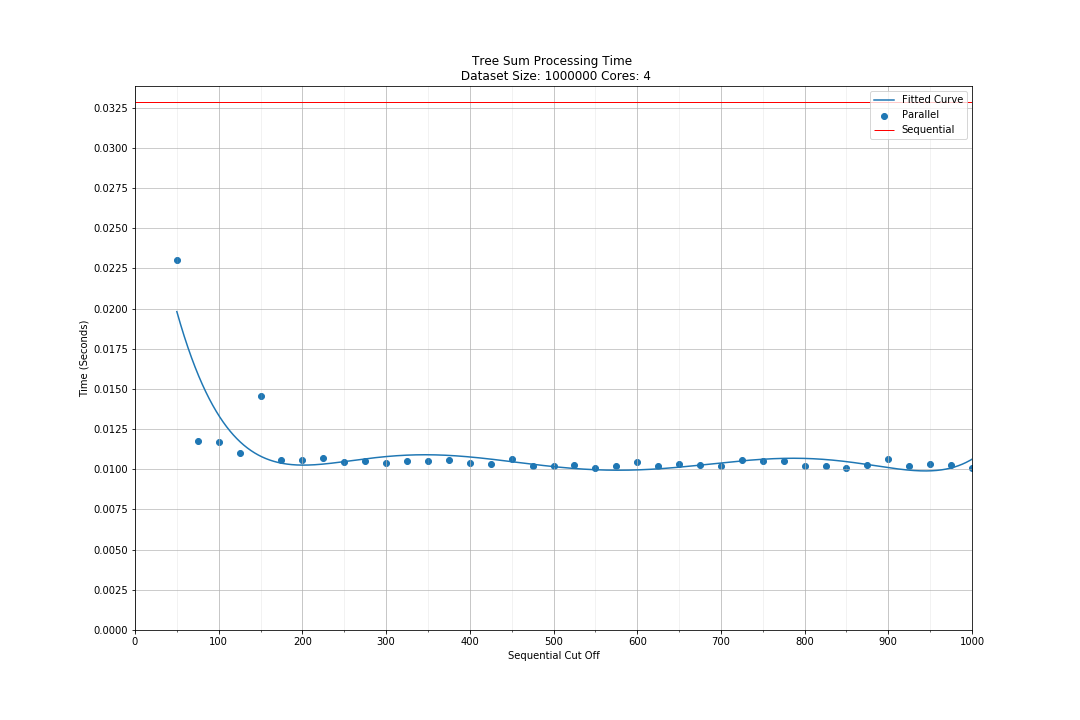 Tree Sum Processing Time
Dataset Size: 1000000 Cores: 4
Fitted Curve
Parallel
Sequential
Time (Seconds)
0.0325
0.0300
0.0275
0.0250
0.0225
0.0200
0.0175
0.0150
0.0125
0.0100
0.0075
0.0050
0.0025
0.0000
0 100 200 300 400 500 600 700 800 900 1000
Sequential Cut Off